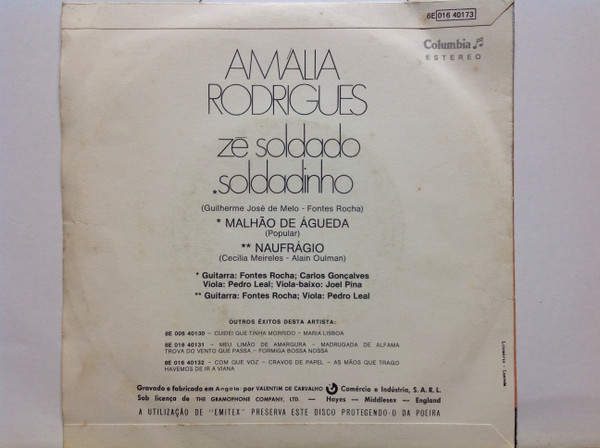 8E 016 40173
Columbia
ESTEREO
AMÁLIA
RODRIGUES
zé soldado
*soldadinho
(Guilherme José de Melo - Fontes Rocha)
* MALHÃO DE ÁGUEDA
(Popular)
** NAUFRÁGIO
(Cecília Meireles - Alain Oulman)
* Guitarra: Fontes Rocha; Carlos Gonçalves
Viola: Pedro Leal; Viola-baixo: Joel Pina
** Guitarra: Fontes Rocha; Viola: Pedro Leal
OUTROS ÊXITOS DESTA ARTISTA:
8E 006 40130 – CUIDEI QUE TINHA MORRIDO – MARIA LISBOA
8E 016 40131 – MEU LIMÃO DE AMARGURA – MADRUGADA DE ALFAMA
TROVA DO VENTO QUE PASSA – FORMIGA BOSSA NOSSA
8E 016 40132 – COM QUE VOZ – CRAVOS DE PAPEL – AS MÃOS QUE TRAGO
HAVEMOS DE IR A VIANA
Gravado e fabricado em Angola por VALENTIM DE CARVALHO Comércio e Indústria, S. A. R. L.
Sob licença de THE GRAMOPHONE COMPANY, LTD. – Hayes – Middlesex – England
A UTILIZAÇÃO DE "EMITEX" PRESERVA ESTE DISCO PROTEGENDO-O DA POEIRA